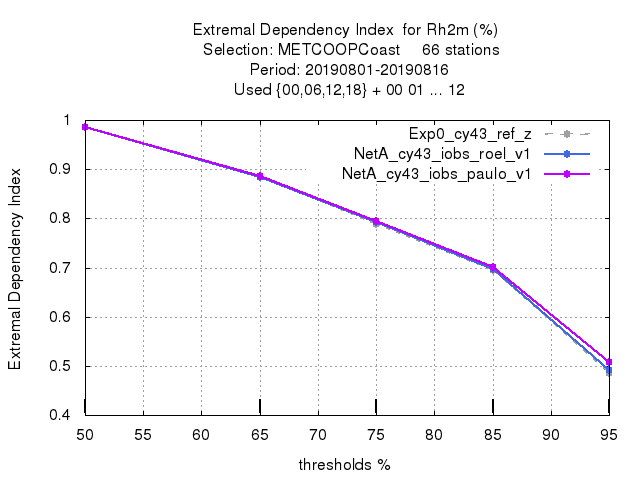 Extremal Dependency Index for Rh2m (%)
Selection: METCOOPCoast 66 stations
Period: 20190801-20190816
Used {00,06,12,18} + 00 01 ... 12
Exp0_cy43_ref_z
NetA_cy43_iobs_roel_v1
NetA_cy43_iobs_paulo_v1
Extremal Dependency Index
1
0.9
0.8
0.7
0.6
0.5
0.4
50 55 60 65 70 75 80 85 90 95
thresholds %